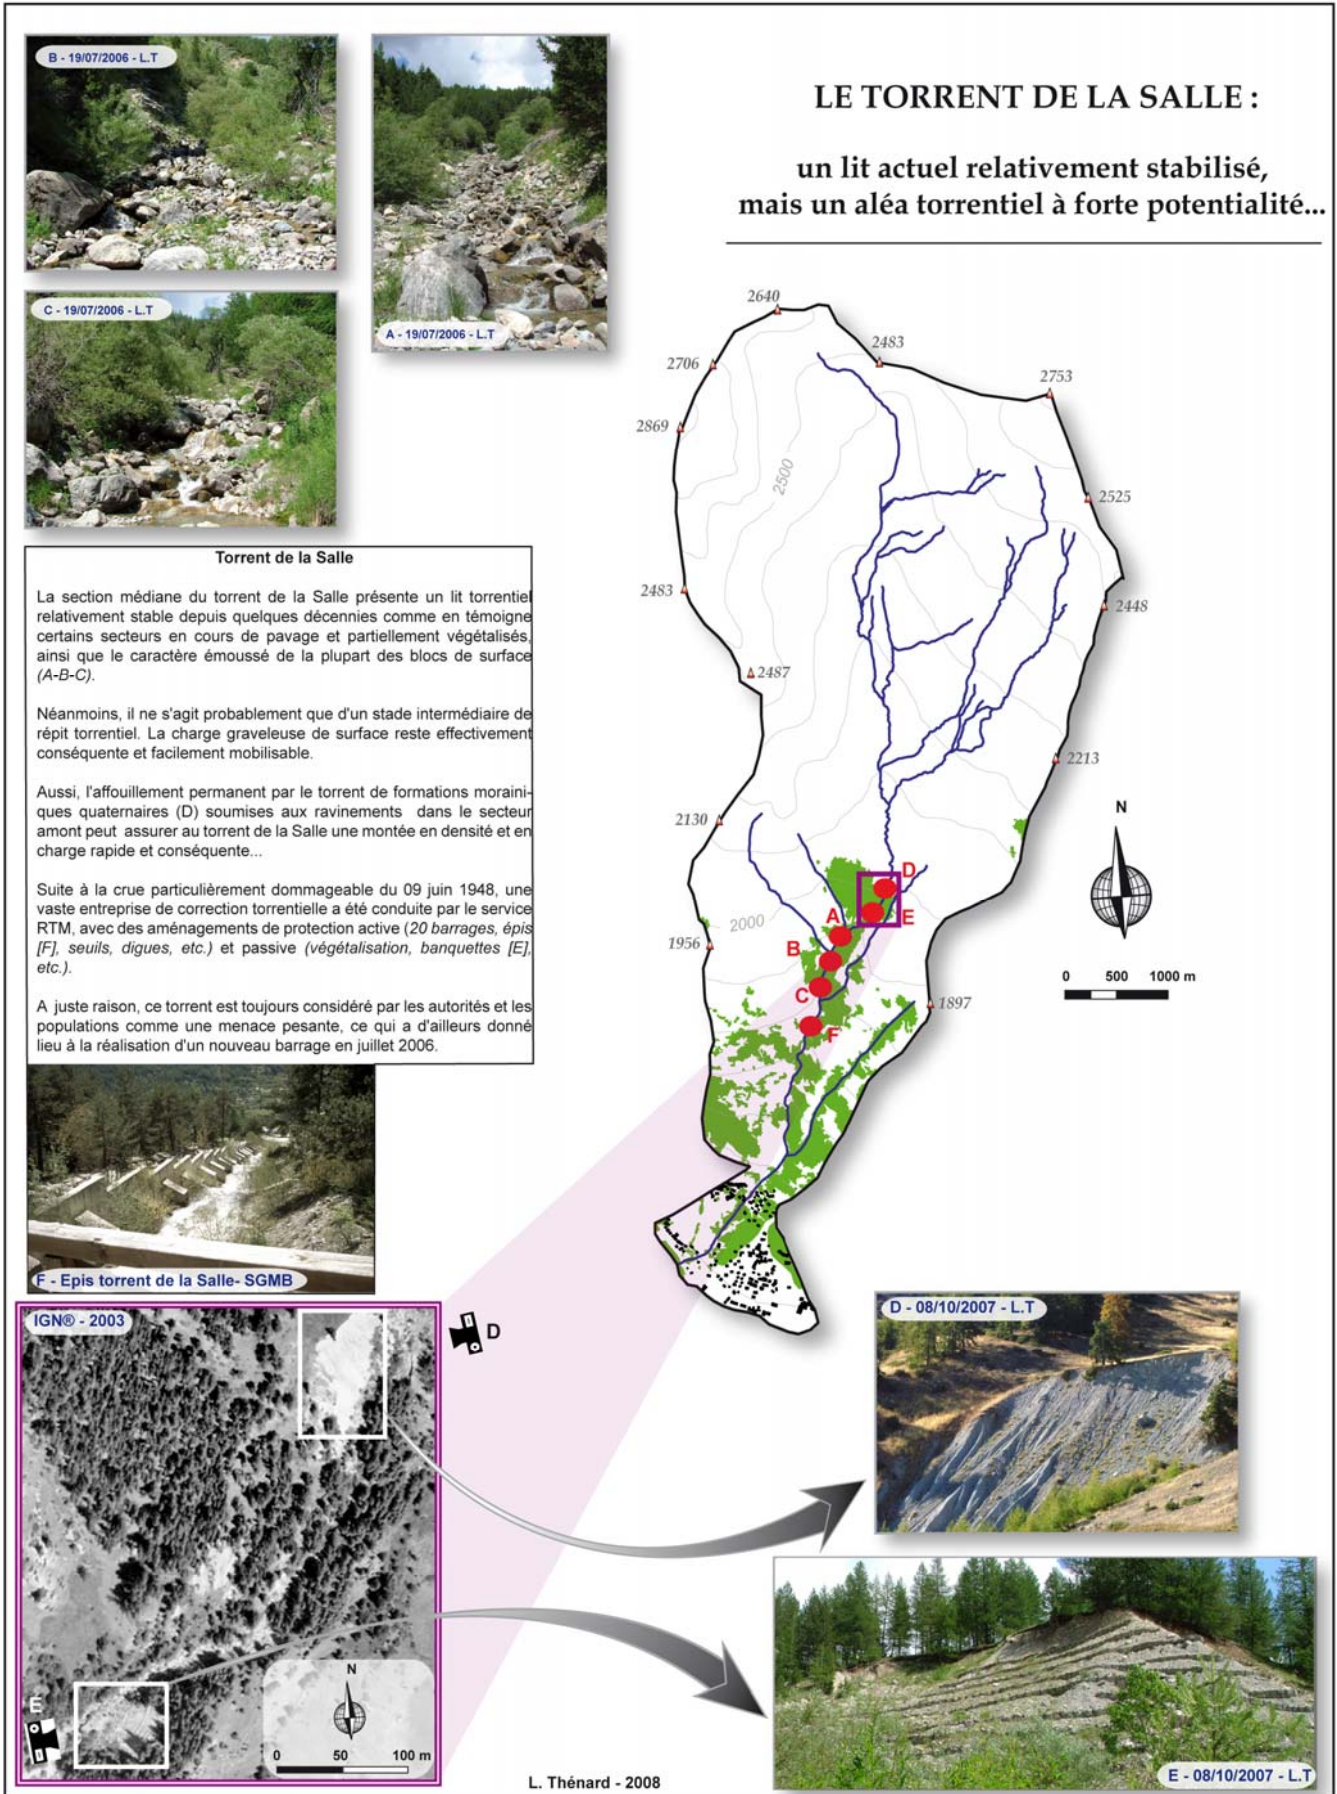 B - 19/07/2006 - L.T
A - 19/07/2006 - L.T
C - 19/07/2006 - L.T
LE TORRENT DE LA SALLE :
un lit actuel relativement stabilisé,
mais un aléa torrentiel à forte potentialité...
Torrent de la Salle
La section médiane du torrent de la Salle présente un lit torrentiel
relativement stable depuis quelques décennies comme en témoigne
certains secteurs en cours de pavage et partiellement végétalisés,
ainsi que le caractère émoussé de la plupart des blocs de surface
(A-B-C).
Néanmoins, il ne s'agit probablement que d'un stade intermédiaire de
répit torrentiel. La charge graveleuse de surface reste effectivement
conséquente et facilement mobilisable.
Aussi, l'affouillement permanent par le torrent de formations moraini-
ques quaternaires (D) soumises aux ravinements dans le secteur
amont peut assurer au torrent de la Salle une montée en densité et en
charge rapide et conséquente...
Suite à la crue particulièrement dommageable du 09 juin 1948, une
vaste entreprise de correction torrentielle a été conduite par le service
RTM, avec des aménagements de protection active (20 barrages, épis
[F], seuils, digues, etc.) et passive (végétalisation, banquettes [E],
etc.).
A juste raison, ce torrent est toujours considéré par les autorités et les
populations comme une menace pesante, ce qui a d'ailleurs donné
lieu à la réalisation d'un nouveau barrage en juillet 2006.
2640
2483
2706
2753
2869
2500
2525
2483
2448
2487
2213
2130
N
D
E
A
2000
1956
B
0 500 1000 m
C
1897
F
F - Epis torrent de la Salle- SGMB
IGN® - 2003
D
D - 08/10/2007 - L.T
E
N
0 50 100 m
E - 08/10/2007 - L.T
L. Thénard - 2008